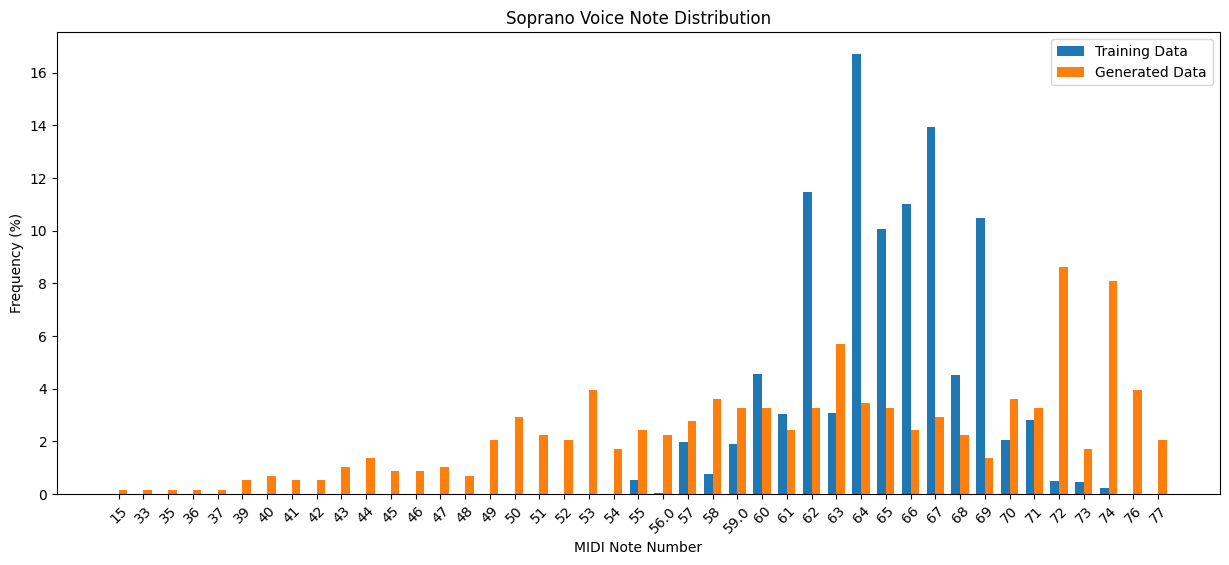 Soprano Voice Note Distribution
Training Data
Generated Data
Frequency (%)
16
14
12
10
8
6
4
2
0
15 33 35 36 37 39 40 41 42 43 44 45 46 47 48 49 50 51 52 53 54 55 56.0 57 58 59.0 60 61 62 63 64 65 66 67 68 69 70 71 72 73 74 76 77
MIDI Note Number